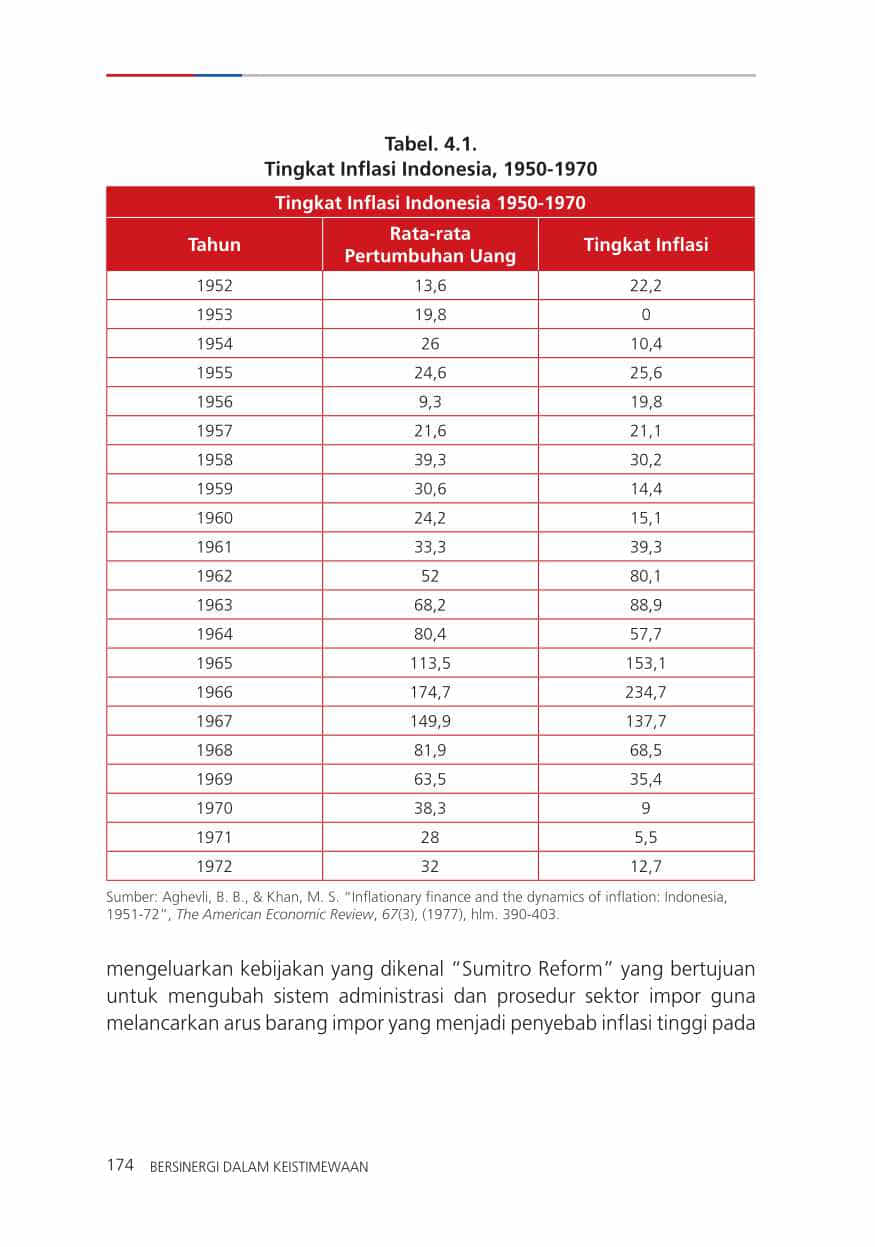 Tabel. 4.1.
Tingkat Inflasi Indonesia, 1950-1970
Tingkat Inflasi Indonesia 1950-1970
Tahun Rata-rata Pertumbuhan Uang Tingkat Inflasi
1952 13,6 22,2
1953 19,8 0
1954 26 10,4
1955 24,6 25,6
1956 9,3 19,8
1957 21,6 21,1
1958 39,3 30,2
1959 30,6 14,4
1960 24,2 15,1
1961 33,3 39,3
1962 52 80,1
1963 68,2 88,9
1964 80,4 57,7
1965 113,5 153,1
1966 174,7 234,7
1967 149,9 137,7
1968 81,9 68,5
1969 63,5 35,4
1970 38,3 9
1971 28 5,5
1972 32 12,7
Sumber: Aghevli, B. B., & Khan, M. S. “Inflationary finance and the dynamics of inflation: Indonesia,
1951-72”, The American Economic Review, 67(3), (1977), hlm. 390-403.
mengeluarkan kebijakan yang dikenal “Sumitro Reform” yang bertujuan
untuk mengubah sistem administrasi dan prosedur sektor impor guna
melancarkan arus barang impor yang menjadi penyebab inflasi tinggi pada
174 BERSINERGI DALAM KEISTIMEWAAN